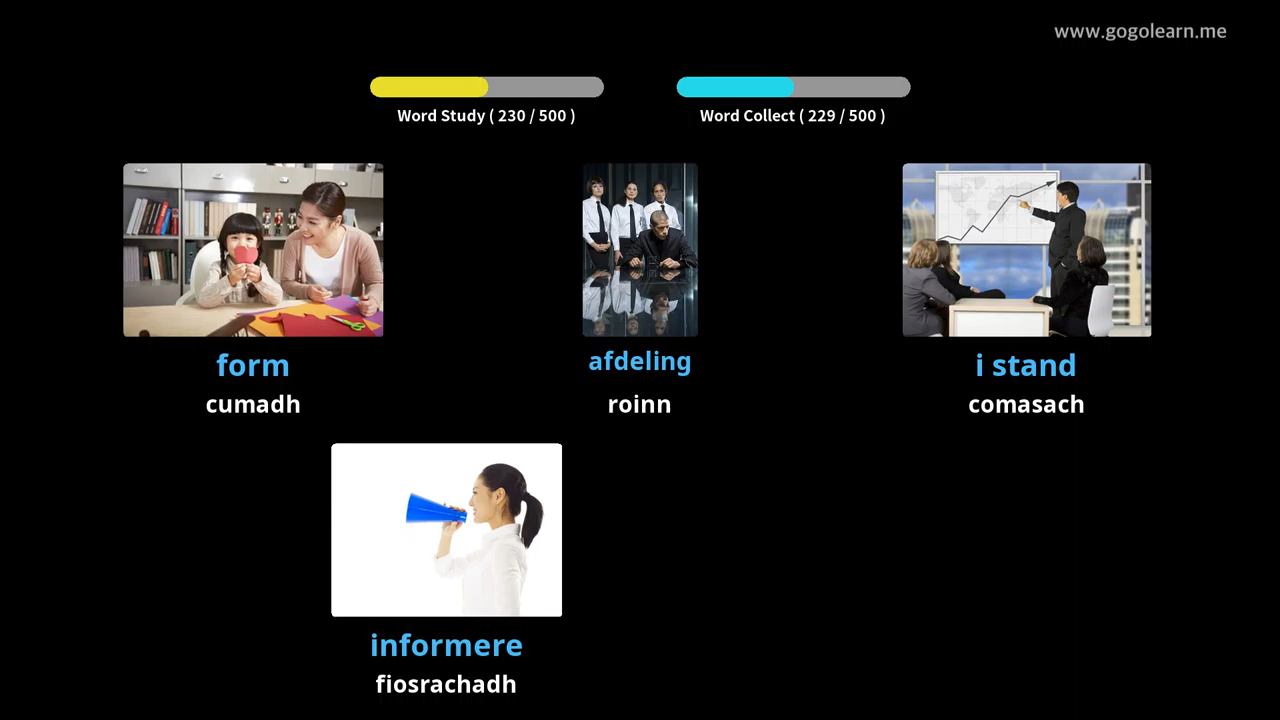 www.gogolearn.me
Word Study ( 230 / 500 )
Word Collect ( 229 / 500 )
form
afdeling
i stand
cumadh
roinn
comasach
informere
fiosrachadh